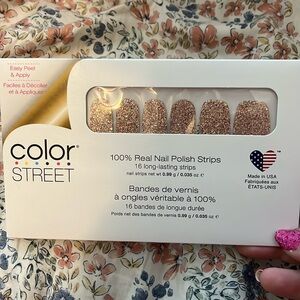 Easy Peel
& Apply
Faciles à Décoller
et à Appliquer
color
STREET
100% Real Nail Polish Strips
16 long-lasting strips
nail strips net wt 0.99 g / 0.035 oz ℮
Bandes de vernis
à ongles véritable à 100%
16 bandes de longue durée
Poids net des bandes de vernis 0.99 g / 0.035 oz ℮
Made in USA
Fabriquées aux
ÉTATS-UNIS